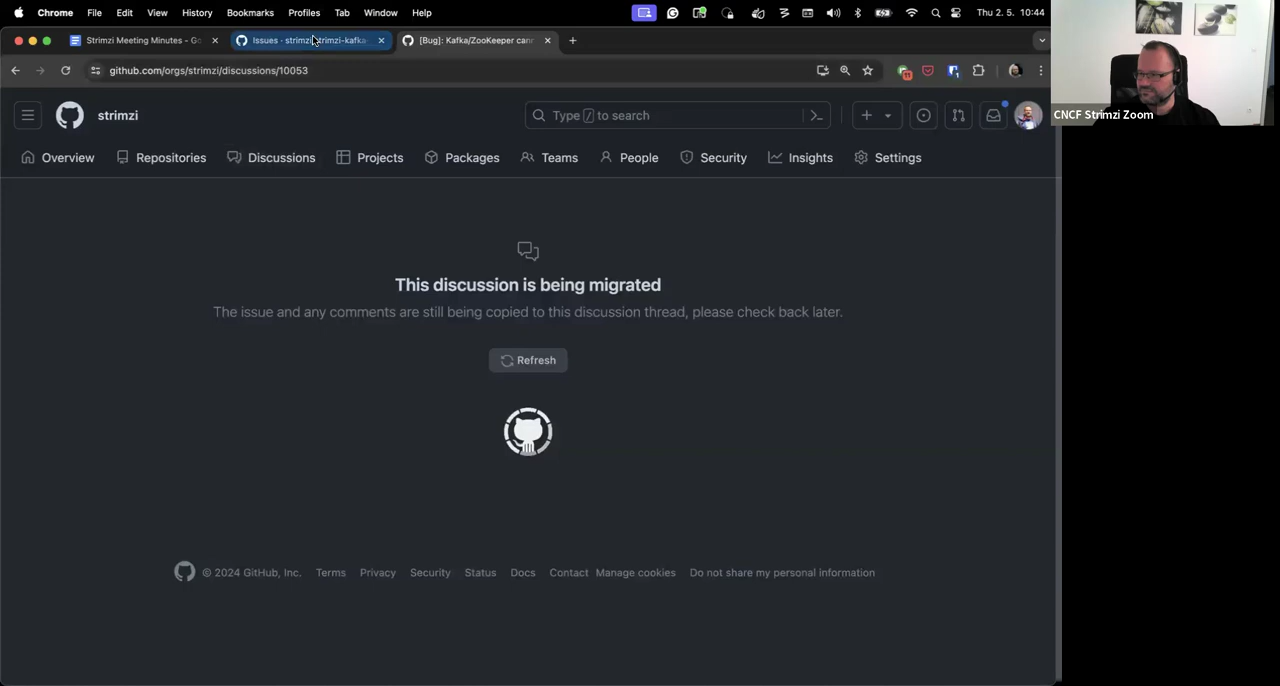 Chrome File Edit View History Bookmarks Profiles Tab Window Help Thu 2. 5. 10:44
Strimzi Meeting Minutes - Go
Issues · strimzi/strimzi-kafka-
[Bug]: Kafka/ZooKeeper cann
github.com/orgs/strimzi/discussions/10053
CNCF Strimzi Zoom
strimzi
Type / to search
Overview Repositories Discussions Projects Packages Teams People Security Insights Settings
This discussion is being migrated
The issue and any comments are still being copied to this discussion thread, please check back later.
Refresh
© 2024 GitHub, Inc. Terms Privacy Security Status Docs Contact Manage cookies Do not share my personal information